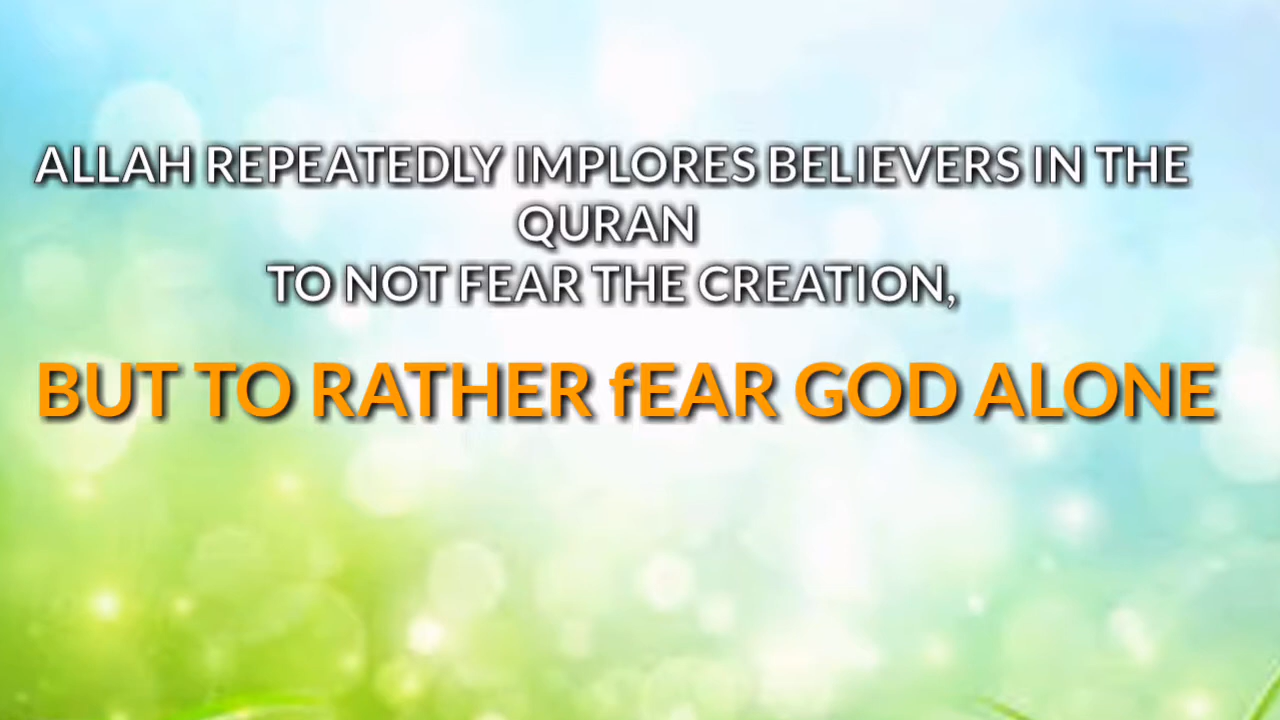 ALLAH REPEATEDLY IMPLORES BELIEVERS IN THE
QURAN
TO NOT FEAR THE CREATION,
BUT TO RATHER fEAR GOD ALONE